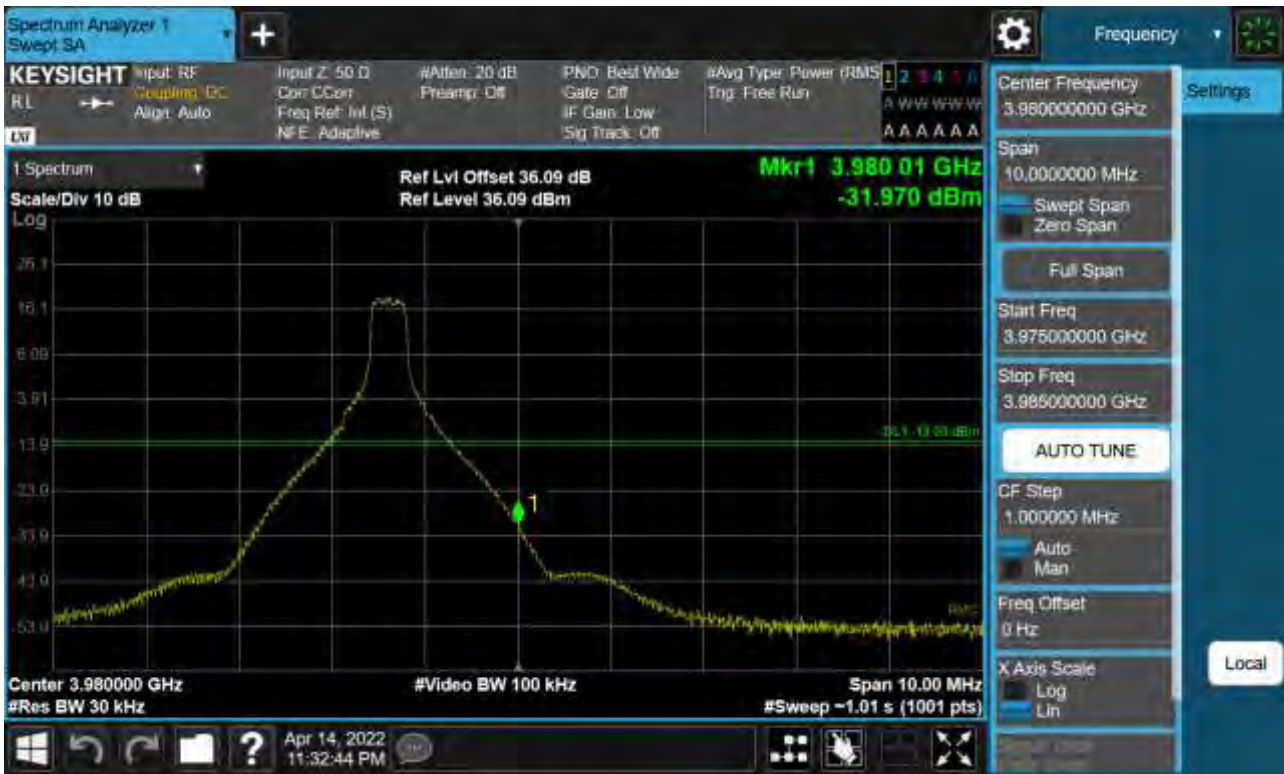 Spectrum Analyzer 1
Swept SA
+
Frequency
KEYSIGHT
RL
Input: RF
Coupling: DC
Align: Auto
Input Z: 50 Ω
Corr CCorr
Freq Ref: Int (S)
NFE: Adaptive
#Atten: 20 dB
Preamp: Off
PNO: Best Wide
Gate: Off
IF Gain: Low
Sig Track: Off
#Avg Type: Power (RMS
Trig: Free Run
1 2 3 4 5 6
A W W W W W
A A A A A A
1 Spectrum
Scale/Div 10 dB
Log
Ref Lvl Offset 36.09 dB
Ref Level 36.09 dBm
Mkr1 3.980 01 GHz
-31.970 dBm
26.1
16.1
6.09
-3.91
-13.9
-23.9
-33.9
-43.9
-53.9
DL1 -13.00 dBm
1
RMS
Center 3.980000 GHz
#Video BW 100 kHz
Span 10.00 MHz
#Res BW 30 kHz
#Sweep ~1.01 s (1001 pts)
Center Frequency
3.980000000 GHz
Settings
Span
10.0000000 MHz
Swept Span
Zero Span
Full Span
Start Freq
3.975000000 GHz
Stop Freq
3.985000000 GHz
AUTO TUNE
CF Step
1.000000 MHz
Auto
Man
Freq Offset
0 Hz
X Axis Scale
Log
Lin
Local
?
Apr 14, 2022
11:32:44 PM